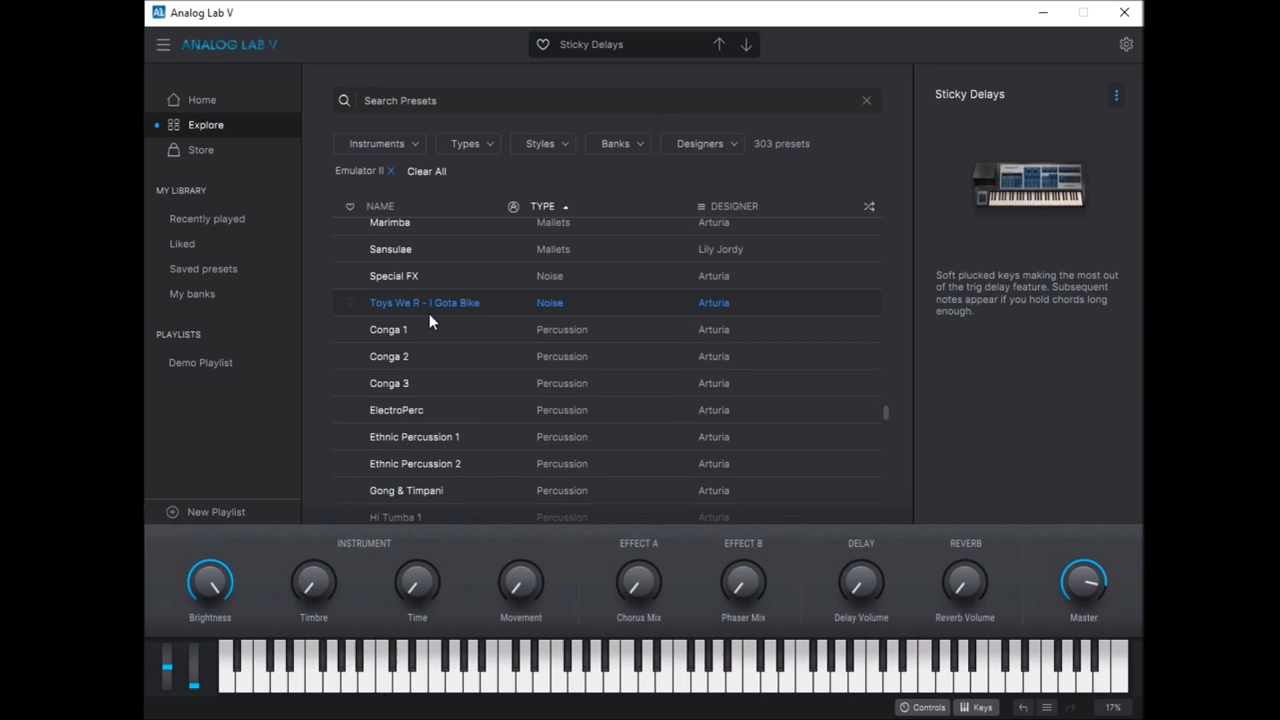 Analog Lab V
ANALOG LAB V
Sticky Delays
Home
Explore
Store
MY LIBRARY
Recently played
Liked
Saved presets
My banks
PLAYLISTS
Demo Playlist
New Playlist
Search Presets
Instruments Types Styles Banks Designers 303 presets
Emulator II Clear All
NAME TYPE DESIGNER
Marimba Mallets Arturia
Sansulae Mallets Lily Jordy
Special FX Noise Arturia
Toys We R - I Gota Bike Noise Arturia
Conga 1 Percussion Arturia
Conga 2 Percussion Arturia
Conga 3 Percussion Arturia
ElectroPerc Percussion Arturia
Ethnic Percussion 1 Percussion Arturia
Ethnic Percussion 2 Percussion Arturia
Gong & Timpani Percussion Arturia
Hi Tumba 1 Percussion Arturia
Sticky Delays
Soft plucked keys making the most out
of the trig delay feature. Subsequent
notes appear if you hold chords long
enough.
INSTRUMENT EFFECT A EFFECT B DELAY REVERB
Brightness Timbre Time Movement Chorus Mix Phaser Mix Delay Volume Reverb Volume Master
Controls Keys 17%